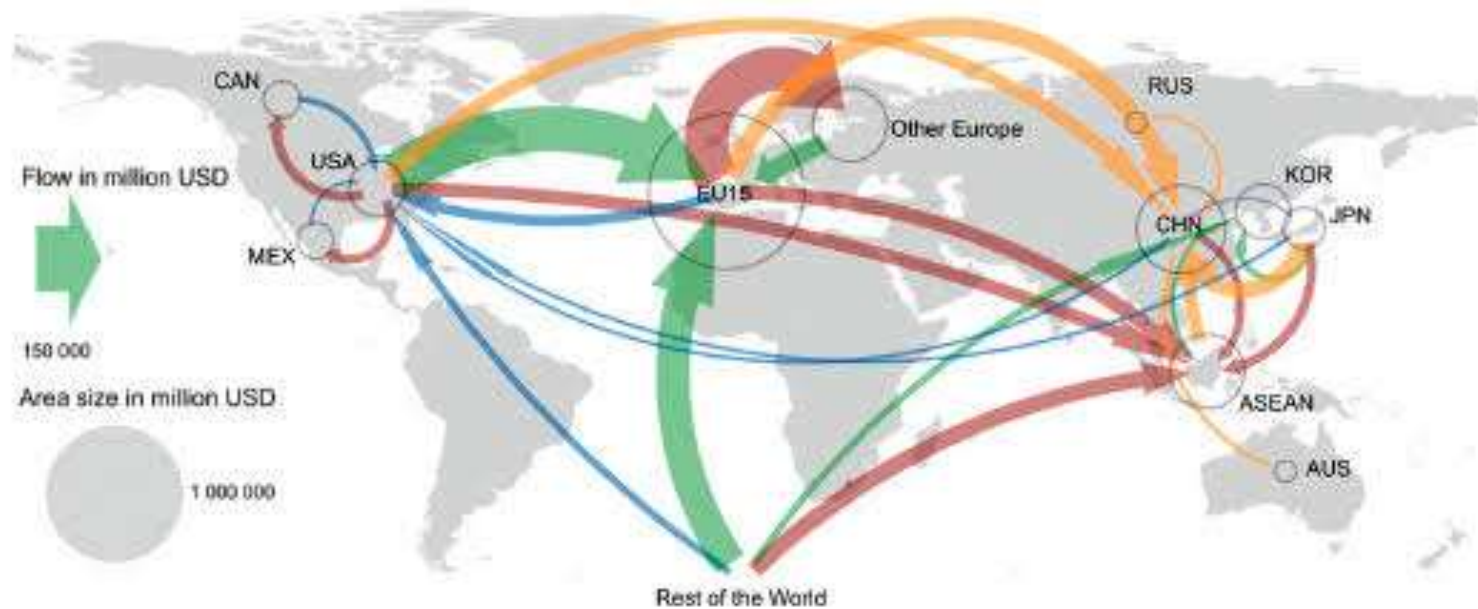 CAN
RUS
Other Europe
USA
Flow in million USD
KOR
EU15
JPN
CHN
MEX
150 000
Area size in million USD
ASEAN
AUS
1 000 000
Rest of the World